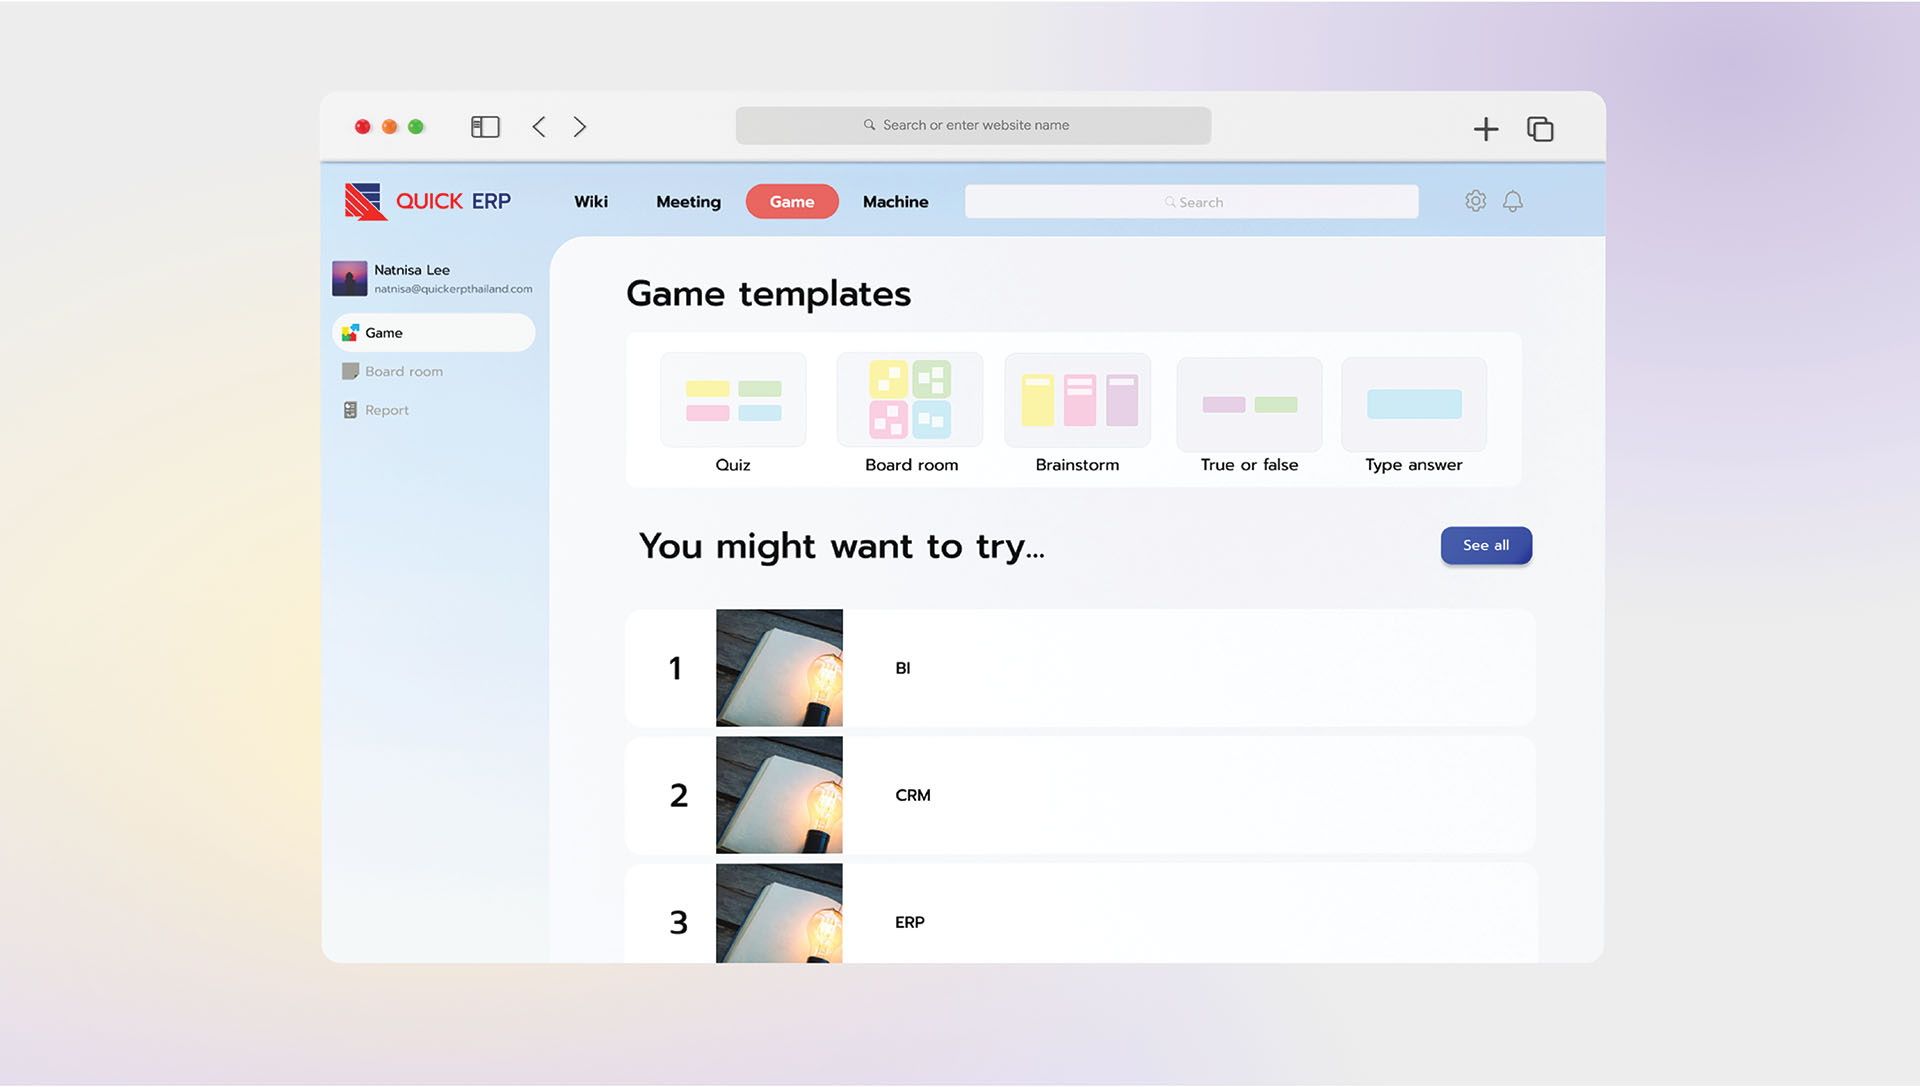 Search or enter website name
QUICK ERP
Wiki
Meeting
Game
Machine
Search
Natnisa Lee
natnisa@quickerpthailand.com
Game
Board room
Report
Game templates
Quiz
Board room
Brainstorm
True or false
Type answer
You might want to try...
See all
1
BI
2
CRM
3
ERP